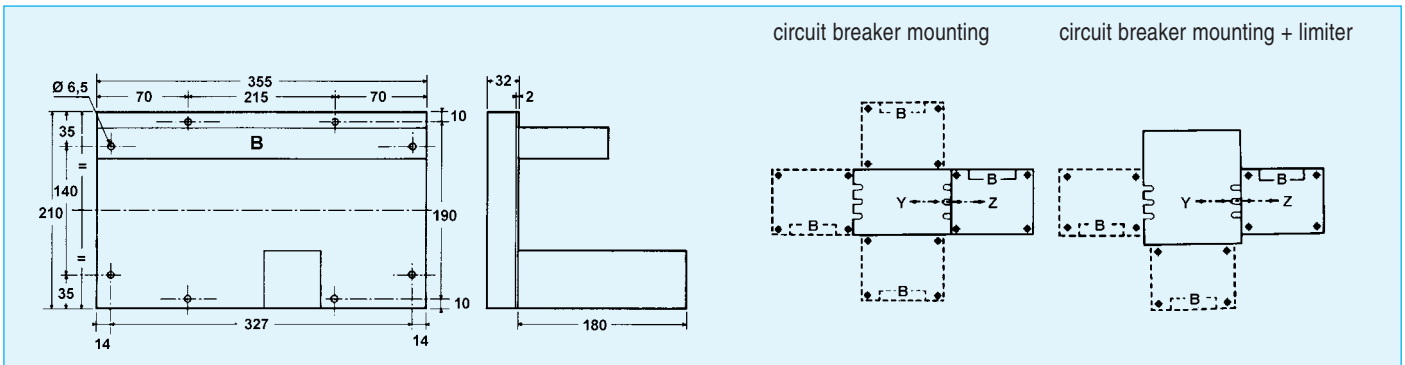 circuit breaker mounting
circuit breaker mounting + limiter
355
32
Ø 6,5
70
215
70
2
10
35
B
=
140
210
190
=
35
10
327
180
14
14
B
B
Y
Z
B
B
B
Y
Z
B
B